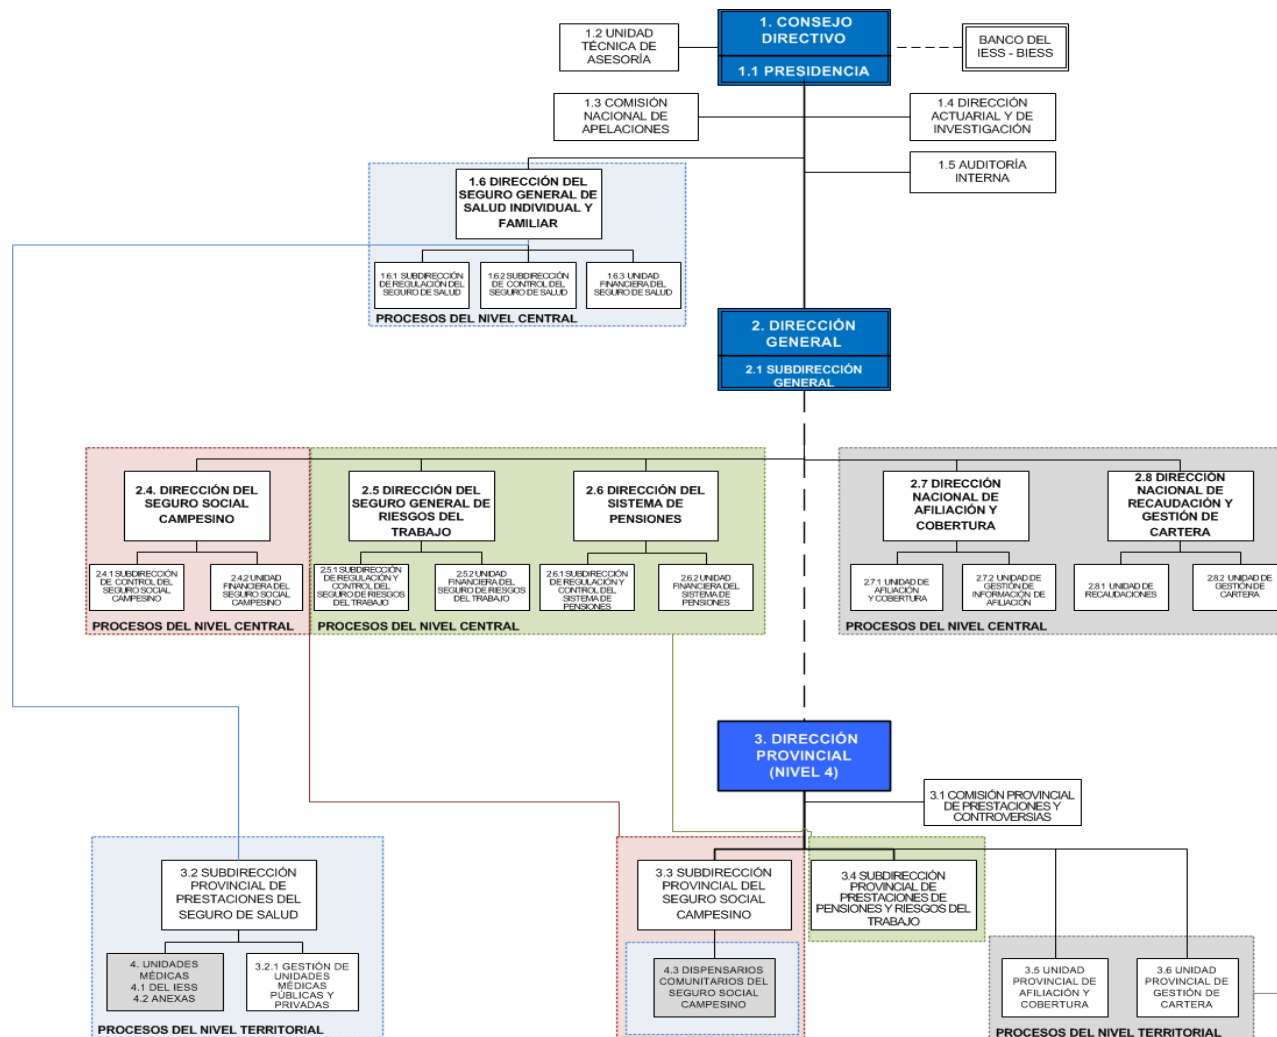 1. CONSEJO
DIRECTIVO
1.1 PRESIDENCIA
1.2 UNIDAD
TÉCNICA DE
ASESORÍA
BANCO DEL
IESS - BIESS
1.3 COMISIÓN
NACIONAL DE
APELACIONES
1.4 DIRECCIÓN
ACTUARIAL Y DE
INVESTIGACIÓN
1.5 AUDITORÍA
INTERNA
1.6 DIRECCIÓN DEL
SEGURO GENERAL DE
SALUD INDIVIDUAL Y
FAMILIAR
1.6.1 SUBDIRECCIÓN
DE REGULACIÓN DEL
SEGURO DE SALUD
1.6.2 SUBDIRECCIÓN
DE CONTROL DEL
SEGURO DE SALUD
1.6.3 UNIDAD
FINANCIERA DEL
SEGURO DE SALUD
PROCESOS DEL NIVEL CENTRAL
2. DIRECCIÓN
GENERAL
2.1 SUBDIRECCIÓN
GENERAL
2.4. DIRECCIÓN DEL
SEGURO SOCIAL
CAMPESINO
2.5 DIRECCIÓN DEL
SEGURO GENERAL DE
RIESGOS DEL
TRABAJO
2.6 DIRECCIÓN DEL
SISTEMA DE
PENSIONES
2.7 DIRECCIÓN
NACIONAL DE
AFILIACIÓN Y
COBERTURA
2.8 DIRECCIÓN
NACIONAL DE
RECAUDACIÓN Y
GESTIÓN DE
CARTERA
2.4.1 SUBDIRECCIÓN
DE CONTROL DEL
SEGURO SOCIAL
CAMPESINO
2.4.2 UNIDAD
FINANCIERA DEL
SEGURO SOCIAL
CAMPESINO
2.5.1 SUBDIRECCIÓN
DE REGULACIÓN Y
CONTROL DEL
SEGURO DE RIESGOS
DEL TRABAJO
2.5.2 UNIDAD
FINANCIERA DEL
SEGURO DE RIESGOS
DEL TRABAJO
2.6.1 SUBDIRECCIÓN
DE REGULACIÓN Y
CONTROL DEL
SISTEMA DE
PENSIONES
2.6.2 UNIDAD
FINANCIERA DEL
SISTEMA DE
PENSIONES
2.7.1 UNIDAD DE
AFILIACIÓN
Y COBERTURA
2.7.2 UNIDAD DE
GESTIÓN DE
INFORMACIÓN DE
AFILIACIÓN
2.8.1 UNIDAD DE
RECAUDACIONES
2.8.2 UNIDAD DE
GESTIÓN DE
CARTERA
PROCESOS DEL NIVEL CENTRAL
PROCESOS DEL NIVEL CENTRAL
PROCESOS DEL NIVEL CENTRAL
3. DIRECCIÓN
PROVINCIAL
(NIVEL 4)
3.1 COMISIÓN PROVINCIAL
DE PRESTACIONES Y
CONTROVERSIAS
3.2 SUBDIRECCIÓN
PROVINCIAL DE
PRESTACIONES DEL
SEGURO DE SALUD
3.3 SUBDIRECCIÓN
PROVINCIAL DEL
SEGURO SOCIAL
CAMPESINO
3.4 SUBDIRECCIÓN
PROVINCIAL DE
PRESTACIONES DE
PENSIONES Y RIESGOS DEL
TRABAJO
4. UNIDADES
MÉDICAS
4.1 DEL IESS
4.2 ANEXAS
3.2.1 GESTIÓN DE
UNIDADES
MÉDICAS
PÚBLICAS Y
PRIVADAS
4.3 DISPENSARIOS
COMUNITARIOS DEL
SEGURO SOCIAL
CAMPESINO
3.5 UNIDAD
PROVINCIAL DE
AFILIACIÓN Y
COBERTURA
3.6 UNIDAD
PROVINCIAL DE
GESTIÓN DE
CARTERA
PROCESOS DEL NIVEL TERRITORIAL
PROCESOS DEL NIVEL TERRITORIAL